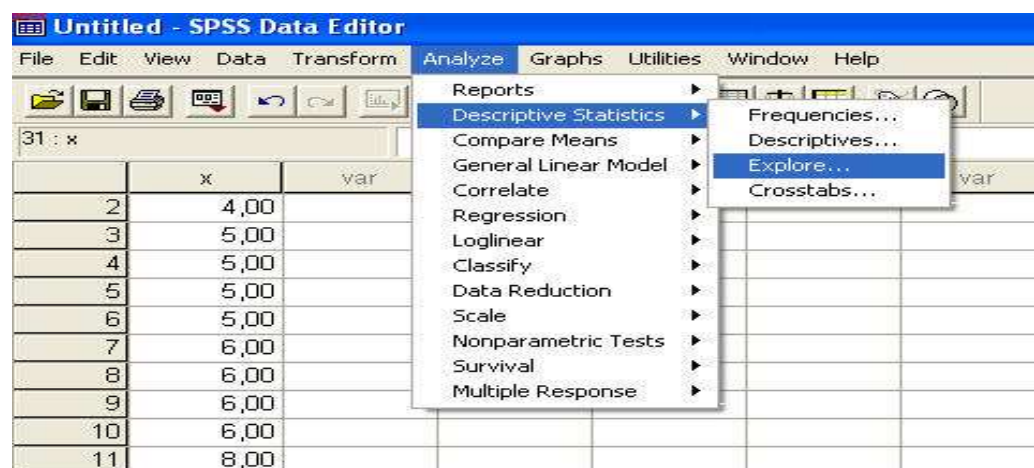 Untitled - SPSS Data Editor
File Edit View Data Transform Analyze Graphs Utilities Window Help
31 : x
x var var
2 4,00
3 5,00
4 5,00
5 5,00
6 5,00
7 6,00
8 6,00
9 6,00
10 6,00
11 8,00
Reports
Descriptive Statistics
Compare Means
General Linear Model
Correlate
Regression
Loglinear
Classify
Data Reduction
Scale
Nonparametric Tests
Survival
Multiple Response
Frequencies...
Descriptives...
Explore...
Crosstabs...